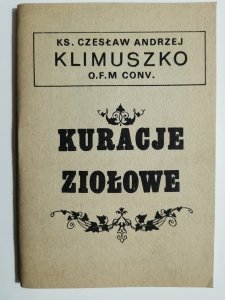 KS. CZESŁAW ANDRZEJ
KLIMUSZKO
O.F.M CONV.
KURACJE
ZIOŁOWE